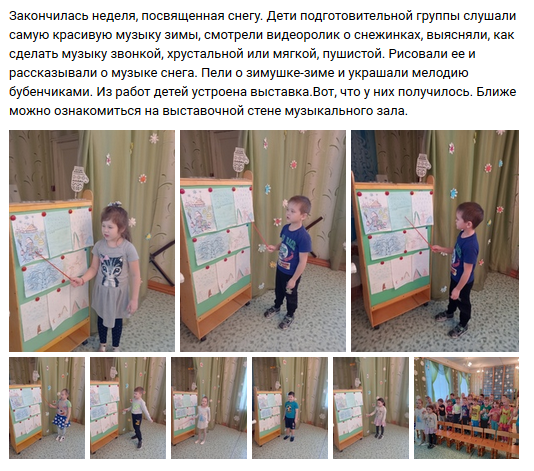 Закончилась неделя, посвященная снегу. Дети подготовительной группы слушали
самую красивую музыку зимы, смотрели видеоролик о снежинках, выясняли, как
сделать музыку звонкой, хрустальной или мягкой, пушистой. Рисовали ее и
рассказывали о музыке снега. Пели о зимушке-зиме и украшали мелодию
бубенчиками. Из работ детей устроена выставка.Вот, что у них получилось. Ближе
можно ознакомиться на выставочной стене музыкального зала.